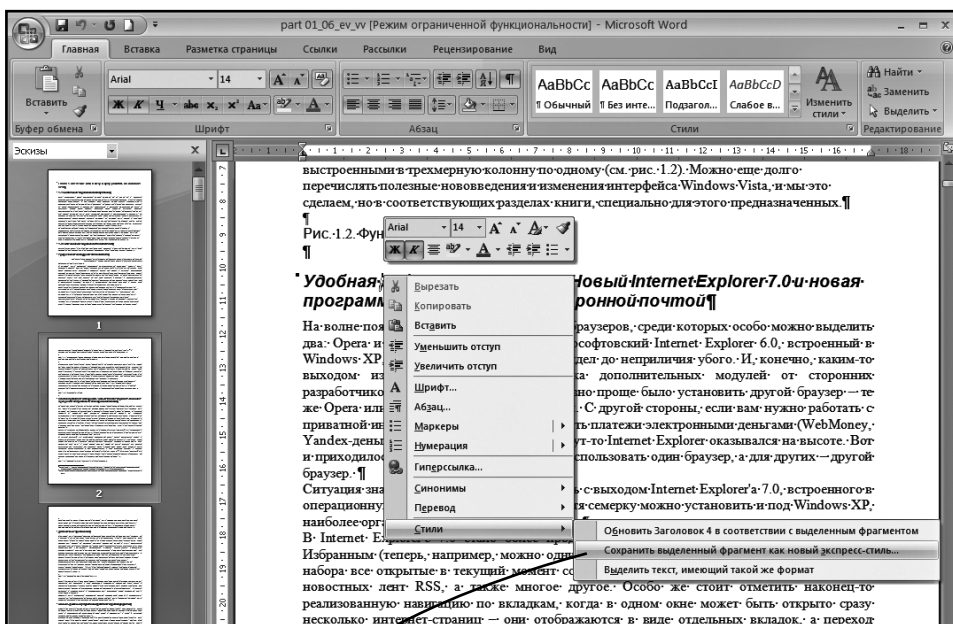 part 01_06_ev_vv [Режим ограниченной функциональности] - Microsoft Word
Главная Вставка Разметка страницы Ссылки Рассылки Рецензирование Вид
Вставить
Arial 14
Ж К Ч abc x₂ x² Aa
AaBbCc AaBbCc AaBbCcI AaBbCcD
¶ Обычный ¶ Без инте... Подзагол... Слабое в...
Изменить стили
Найти
Заменить
Выделить
Буфер обмена Шрифт Абзац Стили Редактирование
Эскизы
1
2
выстроенными в трехмерную колонну по одному (см. рис. 1.2). Можно еще долго
перечислять полезные нововведения и изменения интерфейса Windows Vista, и мы это
сделаем, но в соответствующих разделах книги, специально для этого предназначенных.¶
¶
Рис. 1.2.
¶
Arial 14
Ж К
Удобная овый Internet Explorer 7.0 и новая
програм ронной почтой¶
Вырезать
Копировать
Вставить
Уменьшить отступ
Увеличить отступ
Шрифт...
Абзац...
Маркеры
Нумерация
Гиперссылка...
Синонимы
Перевод
Стили
Обновить Заголовок 4 в соответствии с выделенным фрагментом
Сохранить выделенный фрагмент как новый экспресс-стиль...
Выделить текст, имеющий такой же формат
На волне поя браузеров, среди которых особо можно выделить
два: Opera и софтовский Internet Explorer 6.0, встроенный в
Windows XP, дел до неприличия убого. И, конечно, каким-то
выходом из ка дополнительных модулей от сторонних
разработчико но проще было установить другой браузер — те
же Opera или . С другой стороны, если вам нужно работать с
приватной ин ть платежи электронными деньгами (WebMoney,
Yandex-день ут-то Internet Explorer оказывался на высоте. Вот
и приходилос спользовать один браузер, а для других — другой
браузер. ¶
Ситуация зна ь с выходом Internet Explorer'а 7.0, встроенного в
операционну я семерку можно установить и под Windows XP,
наиболее орг
В Internet E
Избранным (теперь, например, можно одн
набора все открытые в текущий момент со
новостных лент RSS, а также многое другое. Особо же стоит отметить наконец-то
реализованную навигацию по вкладкам, когда в одном окне может быть открыто сразу
несколько интернет-страниц — они отображаются в виде отдельных вкладок, а переход